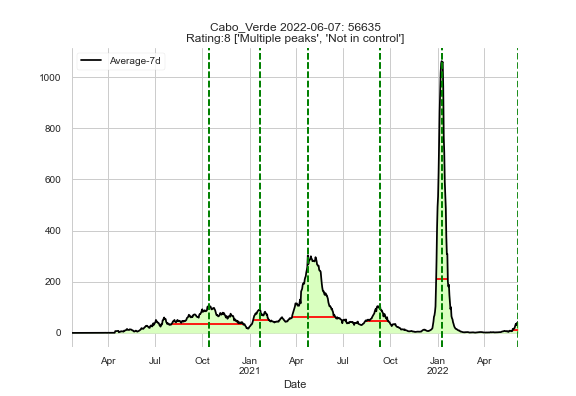 Cabo_Verde 2022-06-07: 56635
Rating:8 ['Multiple peaks', 'Not in control']
Average-7d
1000
800
600
400
200
0
Apr Jul Oct Jan Apr Jul Oct Jan Apr
2021 2022
Date